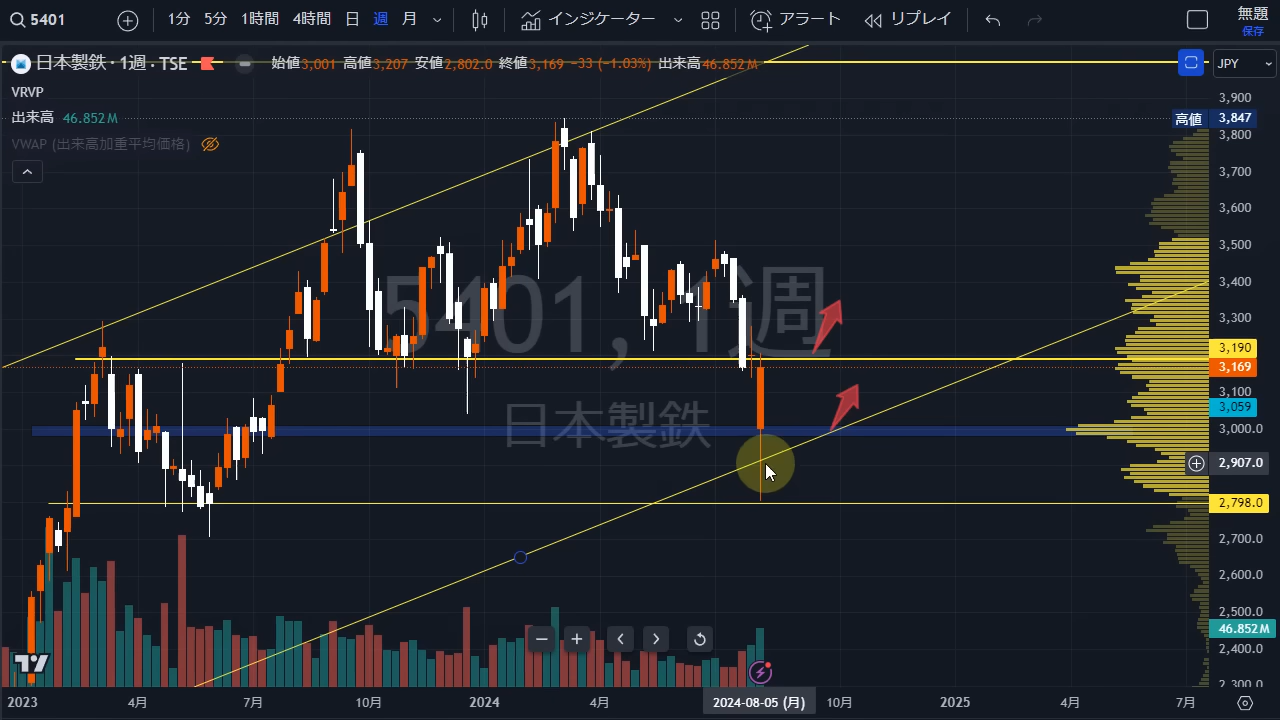 5401 1分 5分 1時間 4時間 日 週 月 インジケーター アラート リプレイ 無題
保存
日本製鉄・1週・TSE 始値3,001 高値3,207 安値2,802.0 終値3,169 −33 (−1.03%) 出来高46.852M JPY
VRVP
出来高 46.852M
VWAP (出来高加重平均価格)
3,900
高値 3,847
3,800
3,700
3,600
3,500
3,400
3,300
3,190
3,169
3,100
3,059
3,000.0
2,907.0
2,798.0
2,700.0
2,600.0
2,500.0
46.852M
2,400.0
2,300.0
5401, 1週
日本製鉄
2023 4月 7月 10月 2024 4月 2024-08-05 (月) 10月 2025 4月 7月